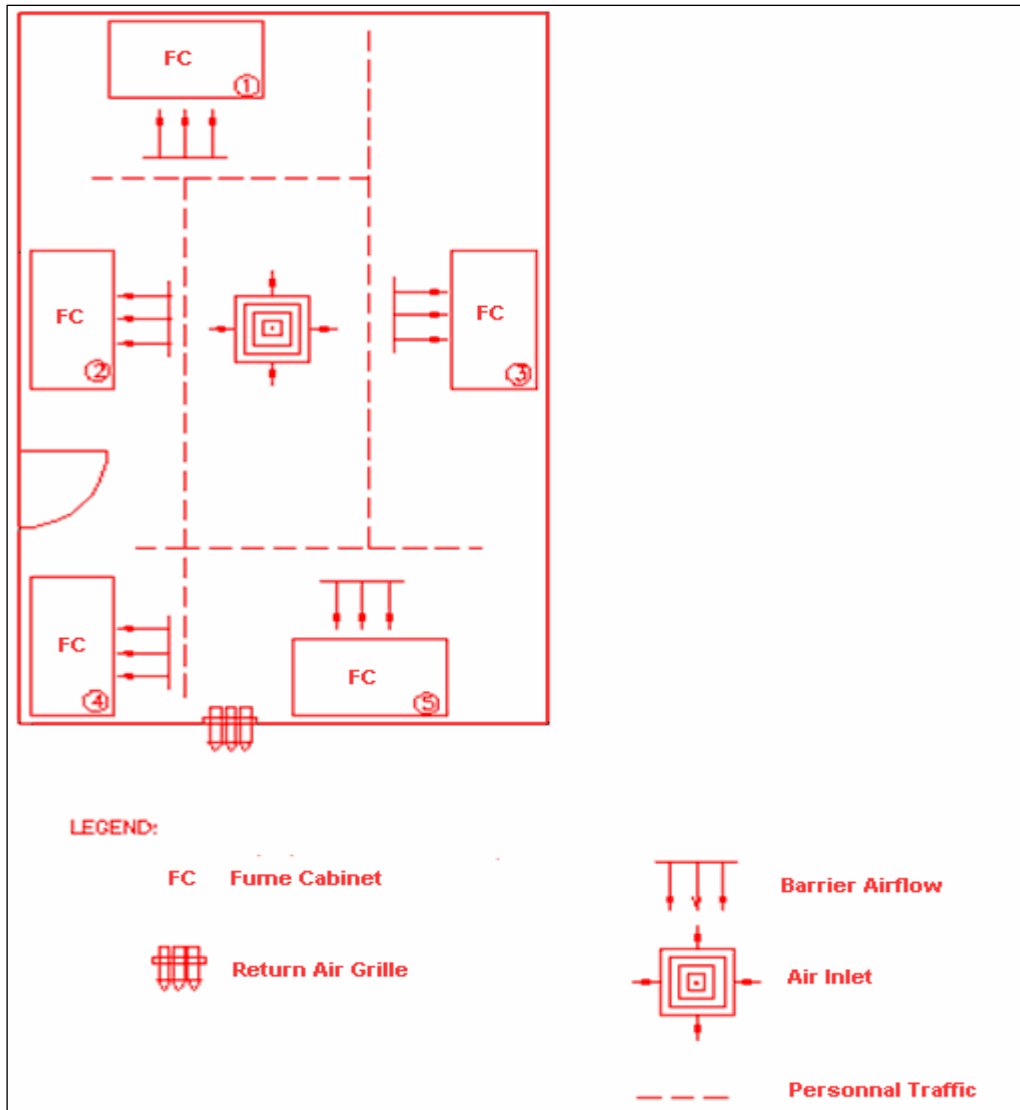 FC
1
FC
2
FC
3
FC
4
FC
5
LEGEND:
FC Fume Cabinet
Return Air Grille
Barrier Airflow
Air Inlet
Personnal Traffic